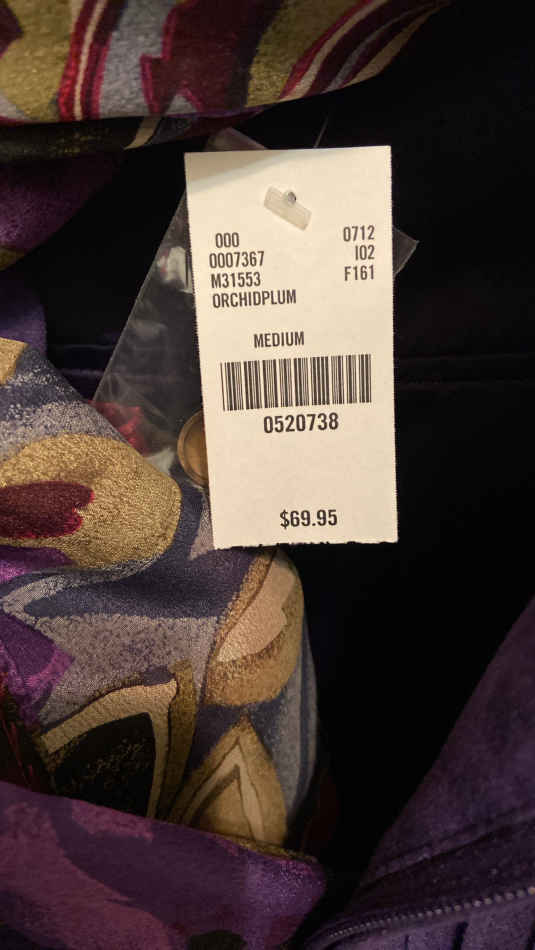 000 0712
0007367 I02
M31553 F161
ORCHIDPLUM
MEDIUM
0520738
$69.95